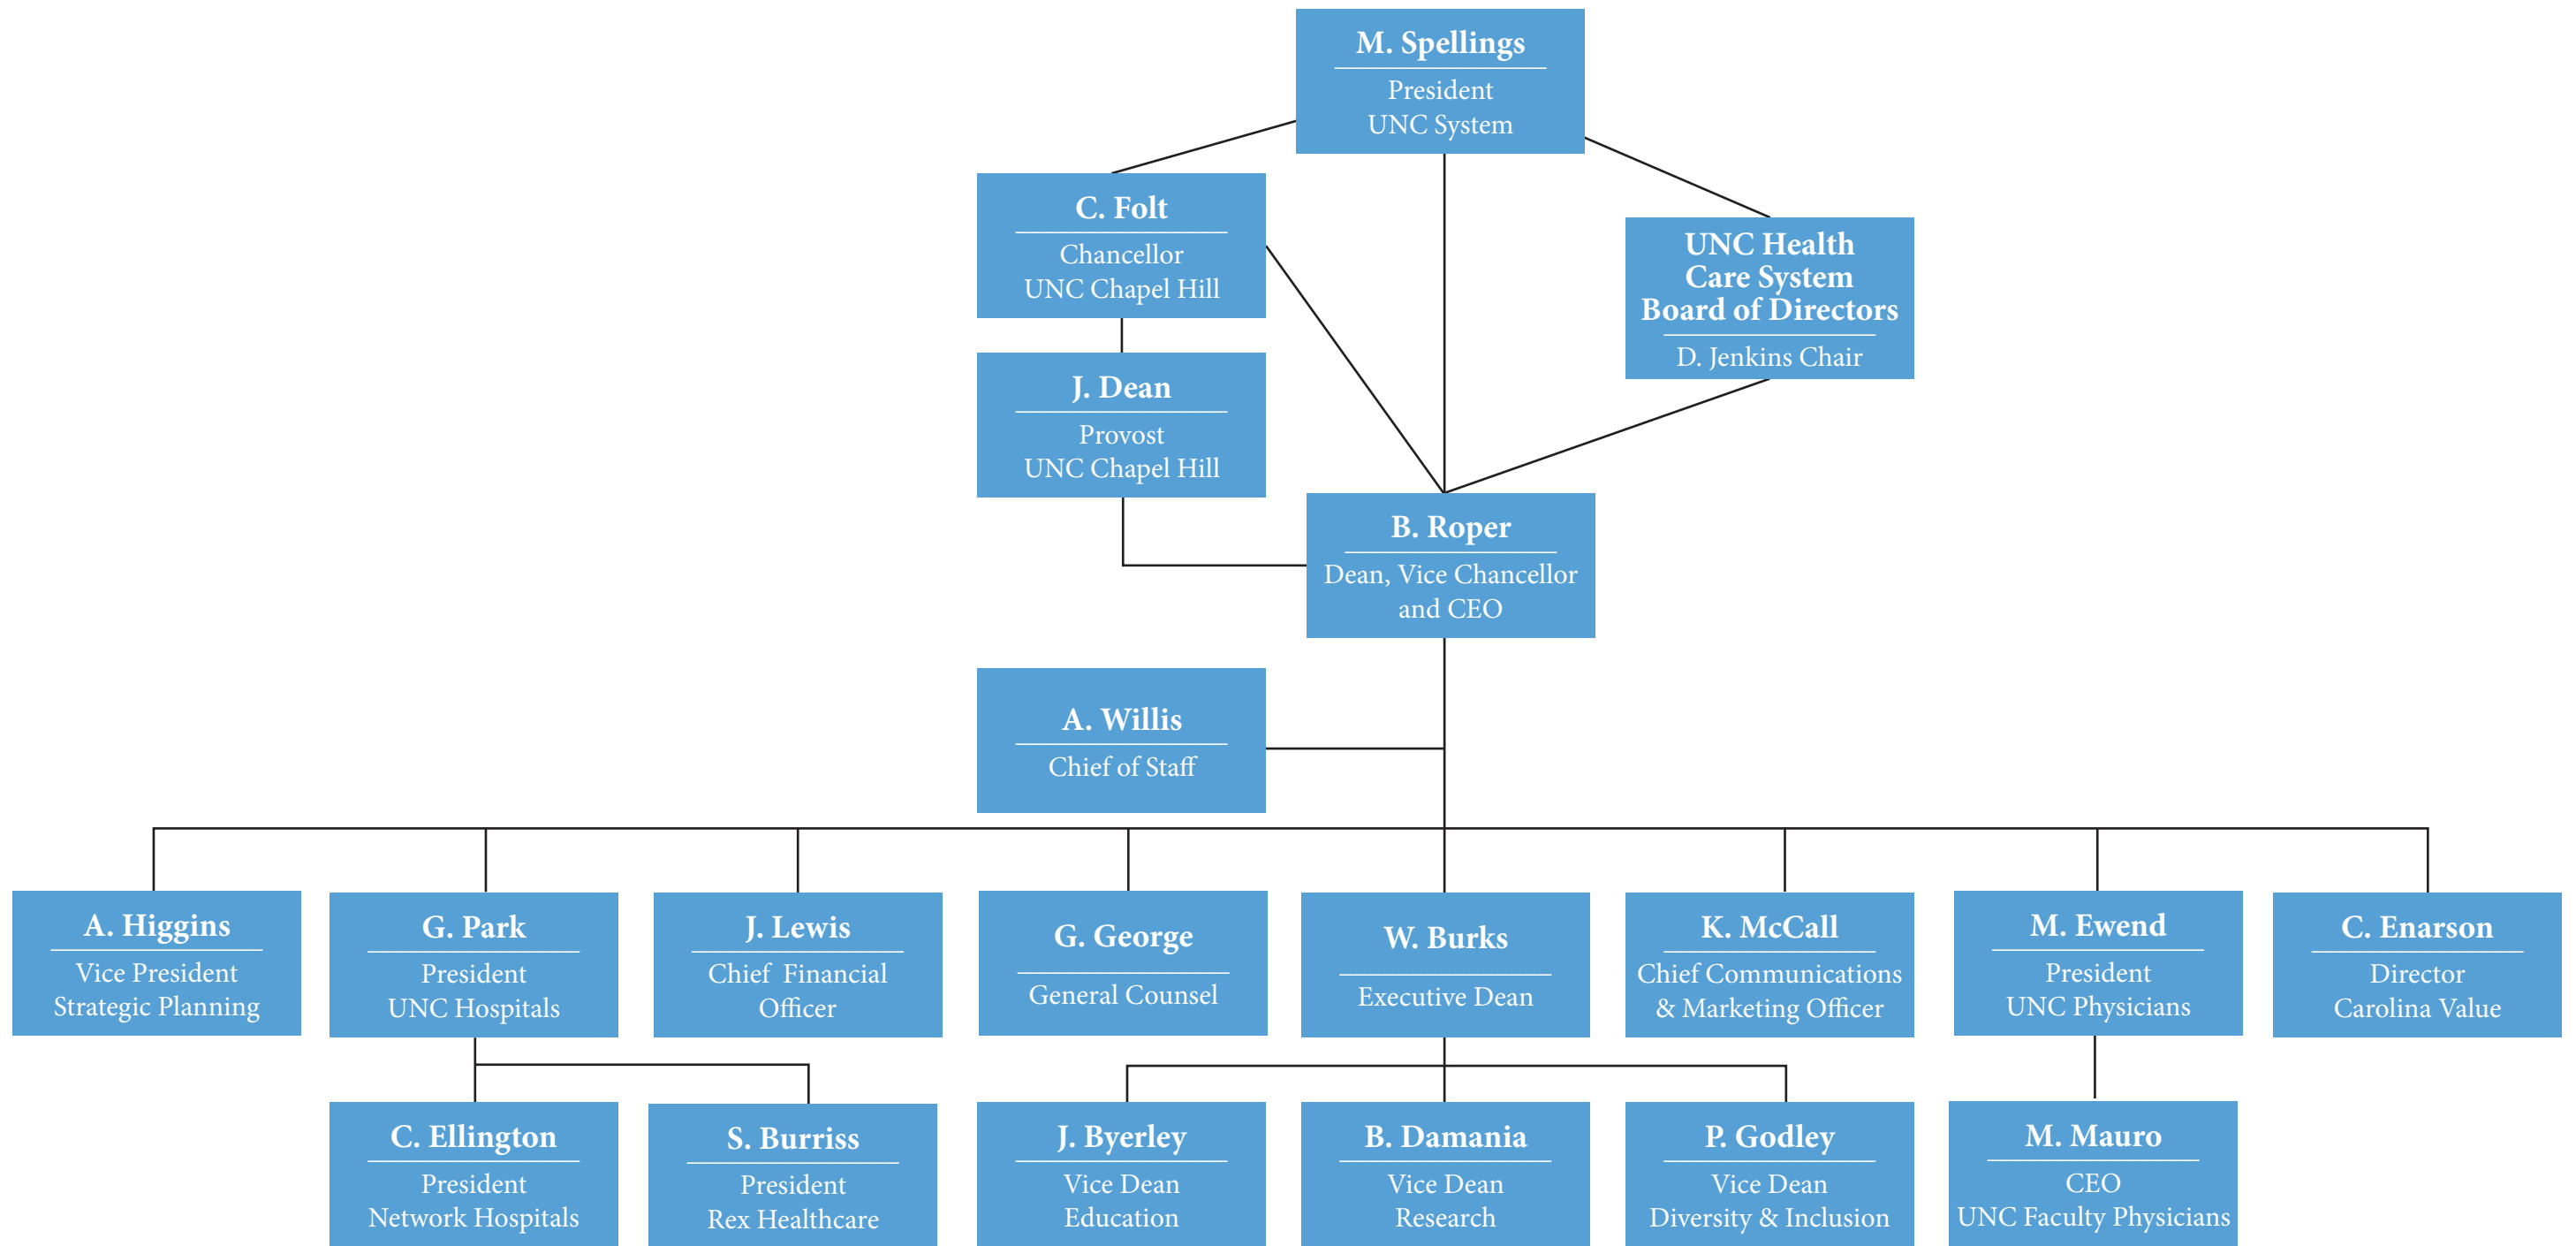 M. Spellings
President
UNC System
C. Folt
Chancellor
UNC Chapel Hill
UNC Health
Care System
Board of Directors
D. Jenkins Chair
J. Dean
Provost
UNC Chapel Hill
B. Roper
Dean, Vice Chancellor
and CEO
A. Willis
Chief of Staff
A. Higgins
Vice President
Strategic Planning
G. Park
President
UNC Hospitals
J. Lewis
Chief Financial
Officer
G. George
General Counsel
W. Burks
Executive Dean
K. McCall
Chief Communications
& Marketing Officer
M. Ewend
President
UNC Physicians
C. Enarson
Director
Carolina Value
C. Ellington
President
Network Hospitals
S. Burriss
President
Rex Healthcare
J. Byerley
Vice Dean
Education
B. Damania
Vice Dean
Research
P. Godley
Vice Dean
Diversity & Inclusion
M. Mauro
CEO
UNC Faculty Physicians